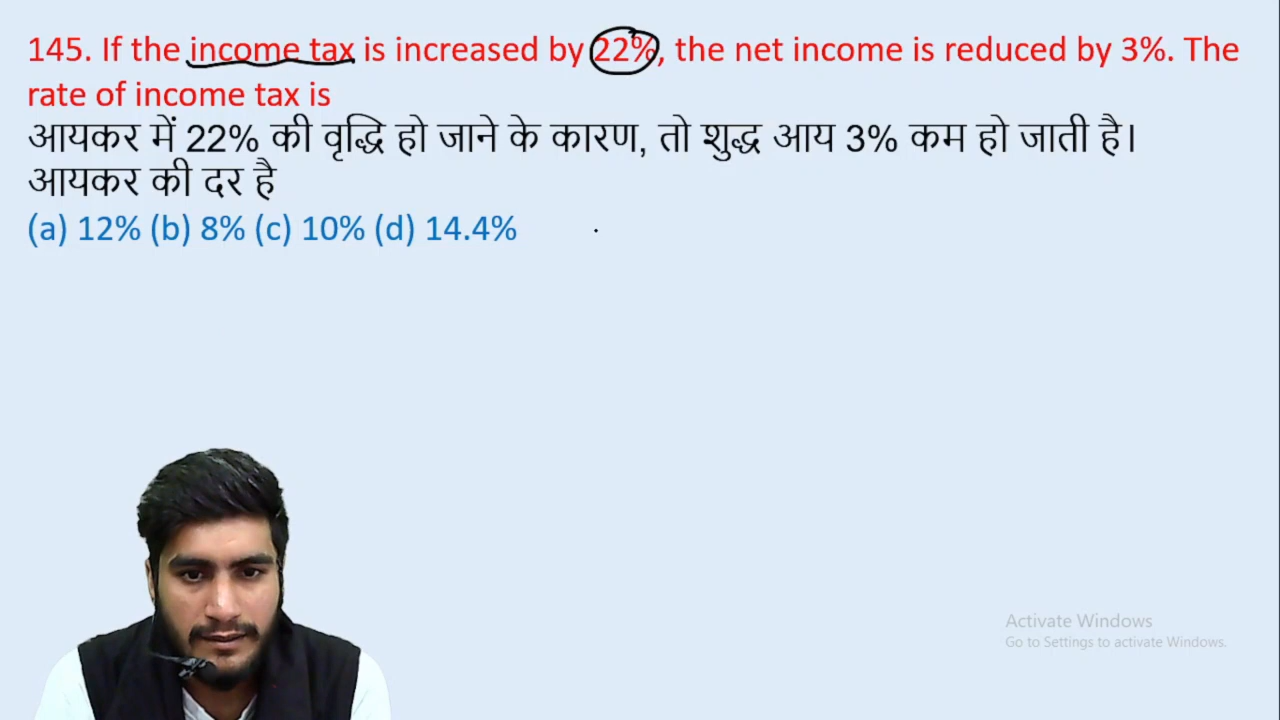 145. If the income tax is increased by 22%, the net income is reduced by 3%. The
rate of income tax is
आयकर में 22% की वृद्धि हो जाने के कारण, तो शुद्ध आय 3% कम हो जाती है।
आयकर की दर है
(a) 12% (b) 8% (c) 10% (d) 14.4%
Activate Windows
Go to Settings to activate Windows.